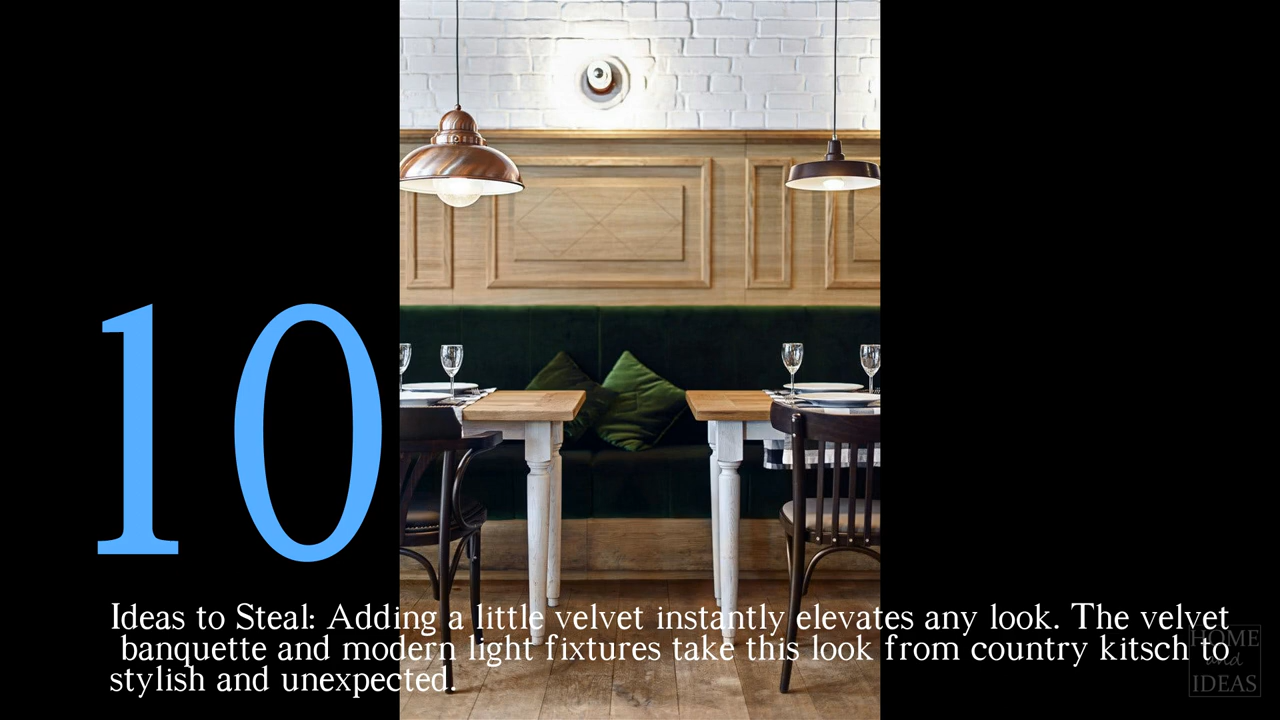 10
Ideas to Steal: Adding a little velvet instantly elevates any look. The velvet
banquette and modern light fixtures take this look from country kitsch to
stylish and unexpected.
HOME
and
IDEAS